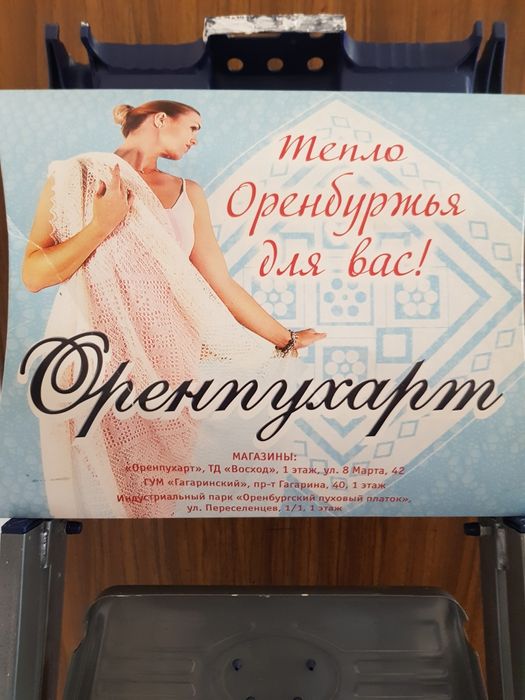 Тепло
Оренбуржья
для вас!
Оренпухарт
МАГАЗИНЫ:
«Оренпухарт», ТД «Восход», 1 этаж, ул. 8 Марта, 42
ГУМ «Гагаринский», пр-т Гагарина, 40, 1 этаж
Индустриальный парк «Оренбургский пуховый платок»,
ул. Переселенцев, 1/1, 1 этаж